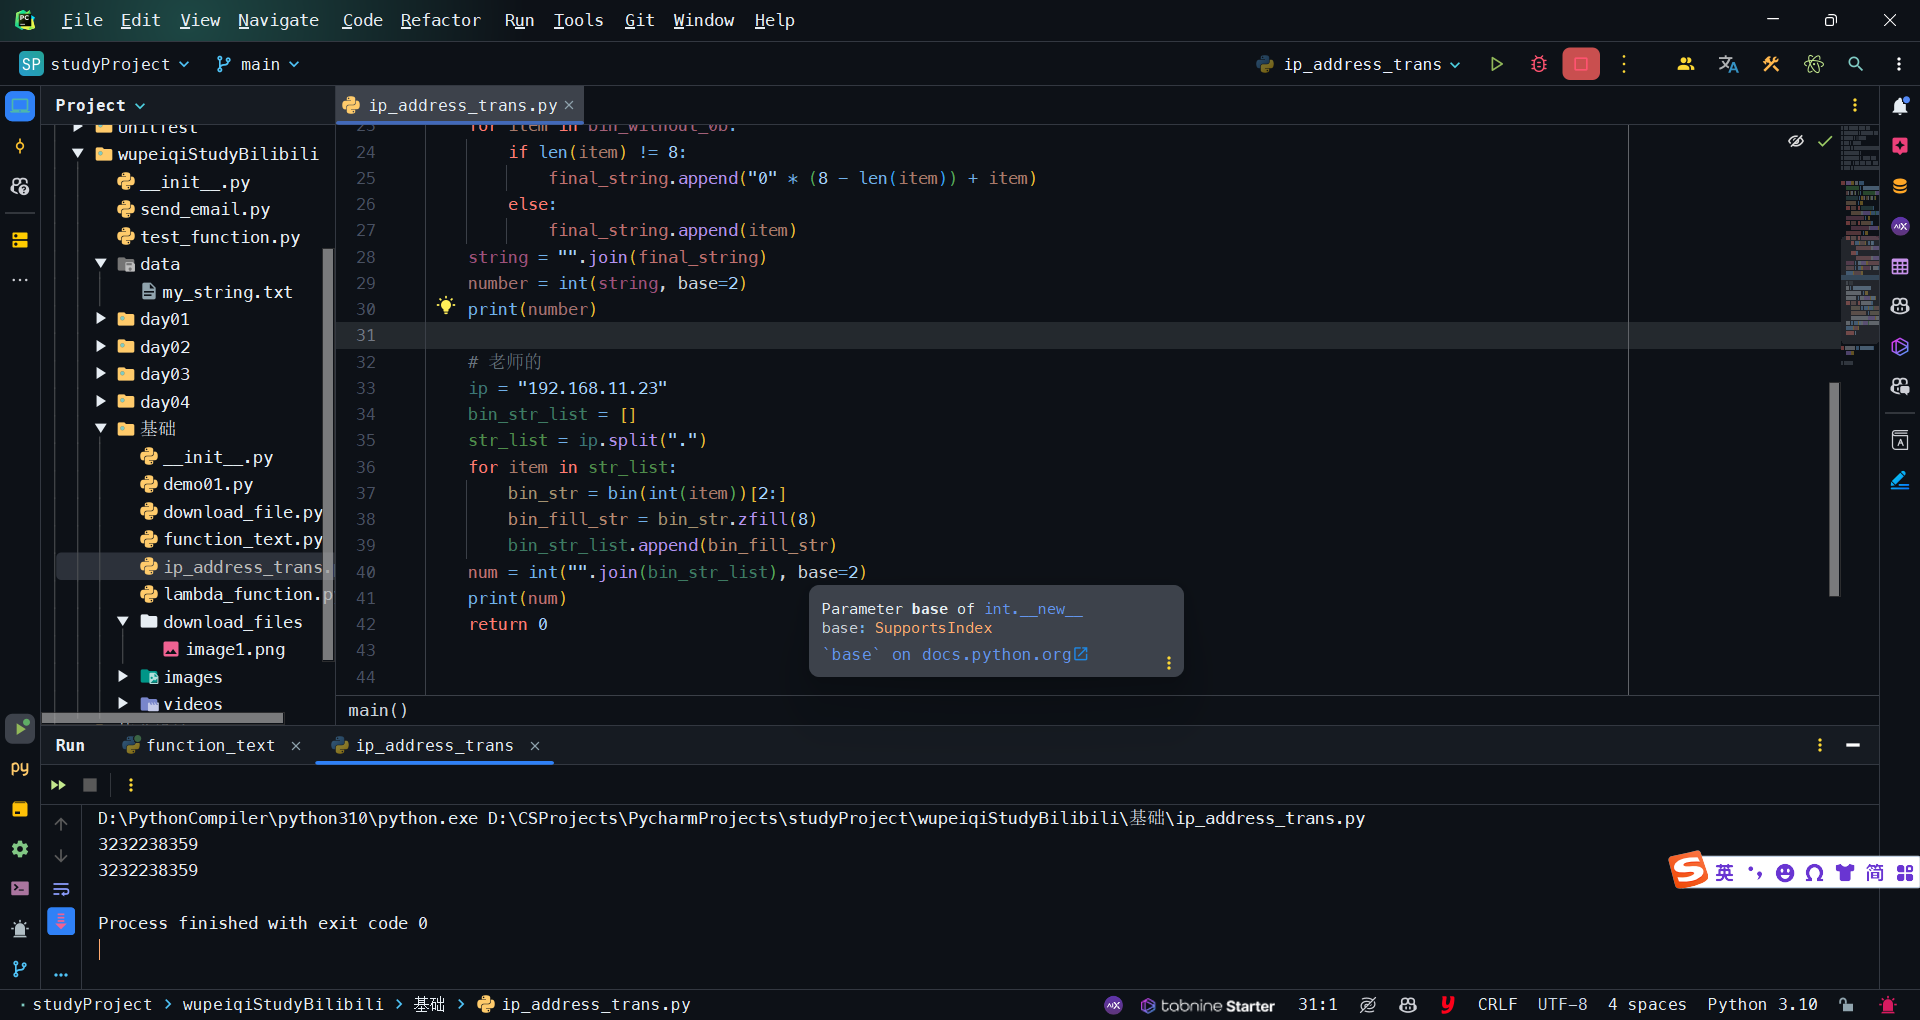 File Edit View Navigate Code Refactor Run Tools Git Window Help
SP studyProject main ip_address_trans
Project
ip_address_trans.py
unitTest
wupeiqiStudyBilibili
__init__.py
send_email.py
test_function.py
data
my_string.txt
day01
day02
day03
day04
基础
__init__.py
demo01.py
download_file.py
function_text.py
ip_address_trans.
lambda_function.p
download_files
image1.png
images
videos
23 for item in bin_without_0b:
24 if len(item) != 8:
25 final_string.append("0" * (8 - len(item)) + item)
26 else:
27 final_string.append(item)
28 string = "".join(final_string)
29 number = int(string, base=2)
30 print(number)
31
32 # 老师的
33 ip = "192.168.11.23"
34 bin_str_list = []
35 str_list = ip.split(".")
36 for item in str_list:
37 bin_str = bin(int(item))[2:]
38 bin_fill_str = bin_str.zfill(8)
39 bin_str_list.append(bin_fill_str)
40 num = int("".join(bin_str_list), base=2)
41 print(num)
42 return 0
43
44
Parameter base of int.__new__
base: SupportsIndex
`base` on docs.python.org
main()
Run function_text ip_address_trans
D:\PythonCompiler\python310\python.exe D:\CSProjects\PycharmProjects\studyProject\wupeiqiStudyBilibili\基础\ip_address_trans.py
3232238359
3232238359
Process finished with exit code 0
英 简
studyProject > wupeiqiStudyBilibili > 基础 > ip_address_trans.py
tabnine Starter 31:1 CRLF UTF-8 4 spaces Python 3.10